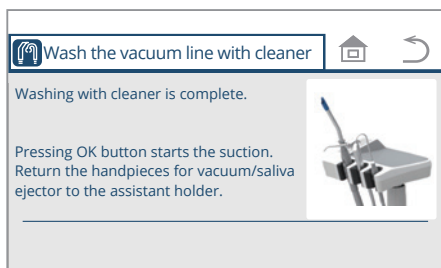 Wash the vacuum line with cleaner
Washing with cleaner is complete.
Pressing OK button starts the suction.
Return the handpieces for vacuum/saliva
ejector to the assistant holder.